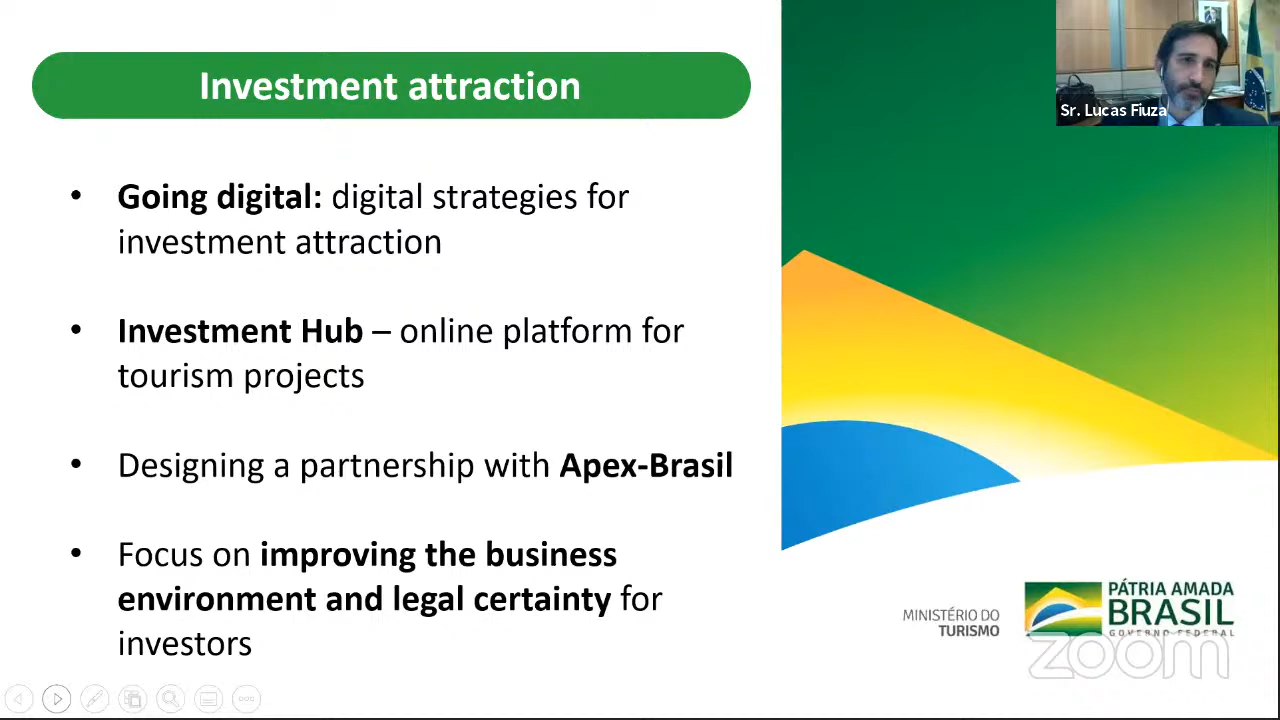 Investment attraction
Sr. Lucas Fiuza
• Going digital: digital strategies for
investment attraction
• Investment Hub – online platform for
tourism projects
• Designing a partnership with Apex-Brasil
• Focus on improving the business
environment and legal certainty for
investors
MINISTÉRIO DO
TURISMO
PÁTRIA AMADA
BRASIL
GOVERNO FEDERAL
zoom